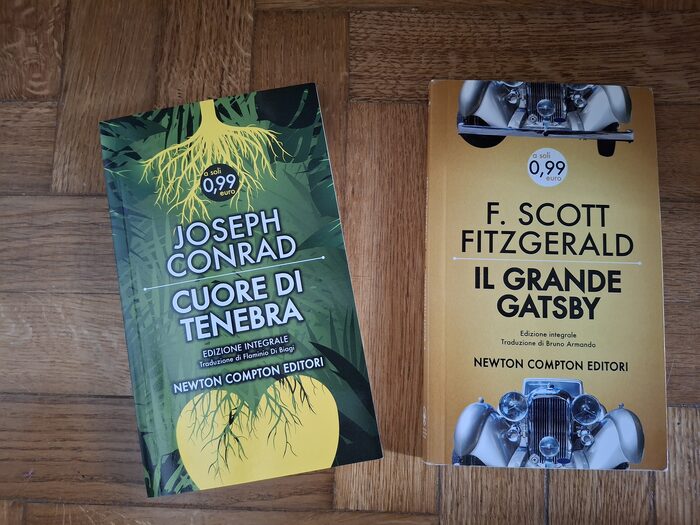 a soli
0,99
euro
JOSEPH
CONRAD
CUORE DI
TENEBRA
EDIZIONE INTEGRALE
Traduzione di Flaminio Di Biagi
NEWTON COMPTON EDITORI
a soli
0,99
euro
F. SCOTT
FITZGERALD
IL GRANDE
GATSBY
Edizione integrale
Traduzione di Bruno Armando
NEWTON COMPTON EDITORI